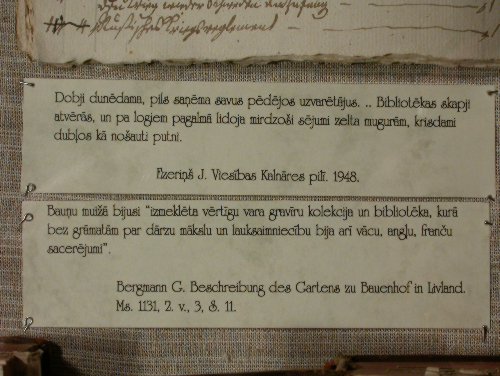 Russisches Kriegsreglement
Dobji dunēdama, pils saņēma savus pēdējos uzvarētājus. .. Bibliotēkas skapji
atvērās, un pa logiem pagalmā lidoja mirdzoši sējumi zelta mugurām, krisdami
dubļos kā nošauti putni.
Ezeriņš J. Viesības Kalnāres pilī. 1948.
Bauņu muižā bijusi "izmeklēta vērtīgu vara gravīru kolekcija un bibliotēka, kurā
bez grāmatām par dārzu mākslu un lauksaimniecību bija arī vācu, angļu, franču
sacerējumi".
Bergmann G. Beschreibung des Gartens zu Bauenhof in Livland.
Ms. 1131, 2. v., 3, S. 11.